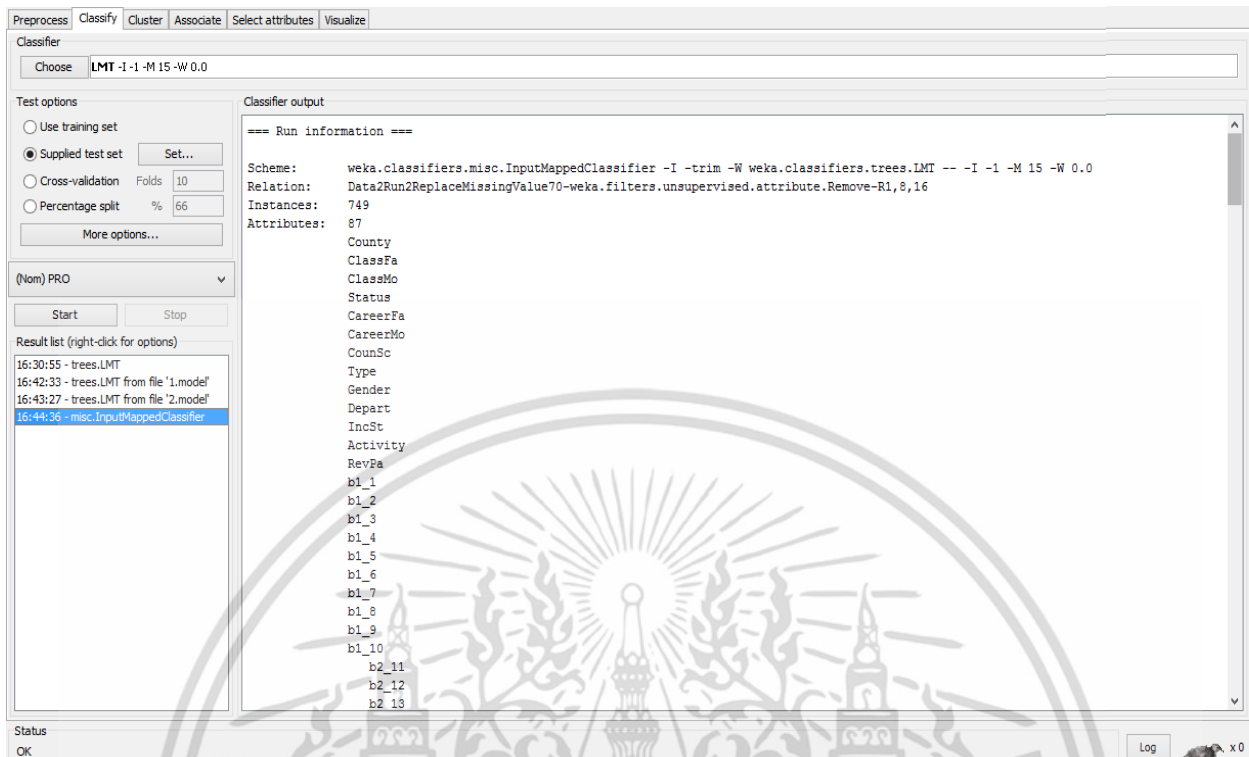 Preprocess Classify Cluster Associate Select attributes Visualize
Classifier
Choose LMT -I -1 -M 15 -W 0.0
Test options
Use training set
Supplied test set Set...
Cross-validation Folds 10
Percentage split % 66
More options...
(Nom) PRO
Start Stop
Result list (right-click for options)
16:30:55 - trees.LMT
16:42:33 - trees.LMT from file '1.model'
16:43:27 - trees.LMT from file '2.model'
16:44:36 - misc.InputMappedClassifier
Classifier output
=== Run information ===
Scheme: weka.classifiers.misc.InputMappedClassifier -I -trim -W weka.classifiers.trees.LMT -- -I -1 -M 15 -W 0.0
Relation: Data2Run2ReplaceMissingValue70-weka.filters.unsupervised.attribute.Remove-R1,8,16
Instances: 749
Attributes: 87
County
ClassFa
ClassMo
Status
CareerFa
CareerMo
CounSc
Type
Gender
Depart
IncSt
Activity
RevPa
b1_1
b1_2
b1_3
b1_4
b1_5
b1_6
b1_7
b1_8
b1_9
b1_10
b2_11
b2_12
b2_13
Status
OK
Log x 0